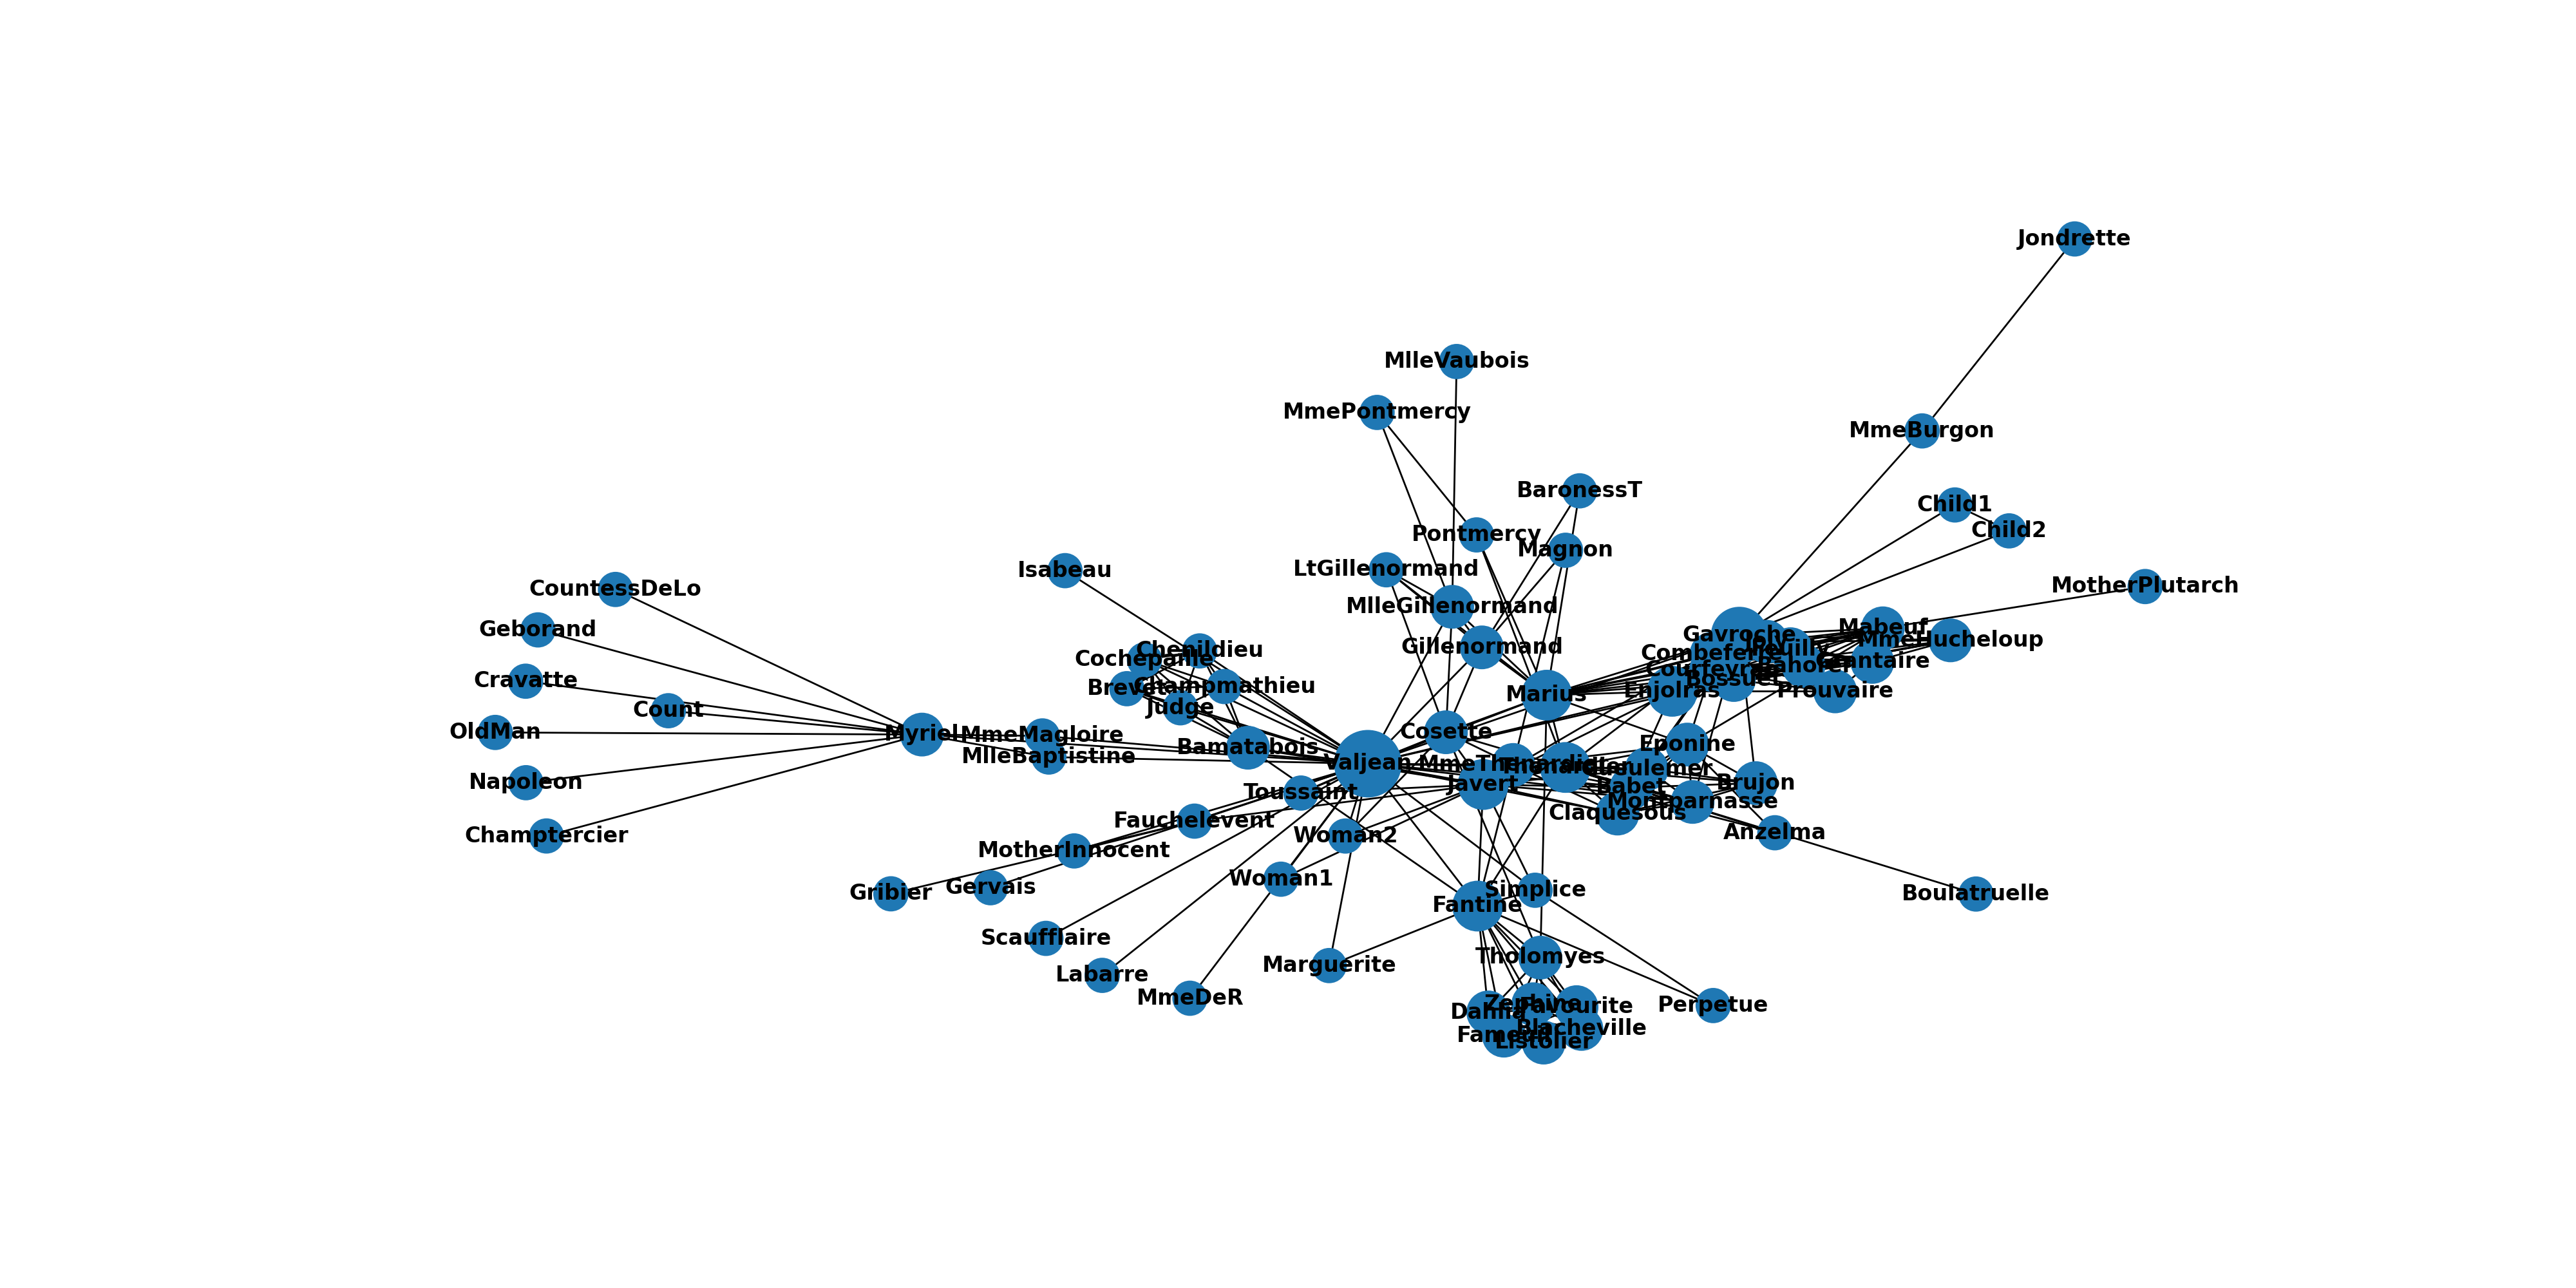 Jondrette
MlleVaubois
MmePontmercy
MmeBurgon
BaronessT
Child1
Child2
Pontmercy
Magnon
LtGillenormand
Isabeau
MotherPlutarch
CountessDeLo
MlleGillenormand
Geborand
Mabeuf
Gavroche
MmeHucheloup
Joly
Feuilly
Gillenormand
Chenildieu
Combeferre
Cochepaille
Grantaire
Bahorel
Courfeyrac
Cravatte
Bossuet
Champmathieu
Brevet
Enjolras
Prouvaire
Marius
Judge
Count
OldMan
Cosette
Myriel
MmeMagloire
Eponine
Bamatabois
MlleBaptistine
Valjean
MmeThenardier
Thenardier
Gueulemer
Napoleon
Javert
Brujon
Babet
Toussaint
Montparnasse
Claquesous
Fauchelevent
Anzelma
Champtercier
Woman2
MotherInnocent
Woman1
Gervais
Gribier
Simplice
Boulatruelle
Fantine
Scaufflaire
Tholomyes
Marguerite
Labarre
MmeDeR
Zephine
Favourite
Perpetue
Dahlia
Blacheville
Fameuil
Listolier